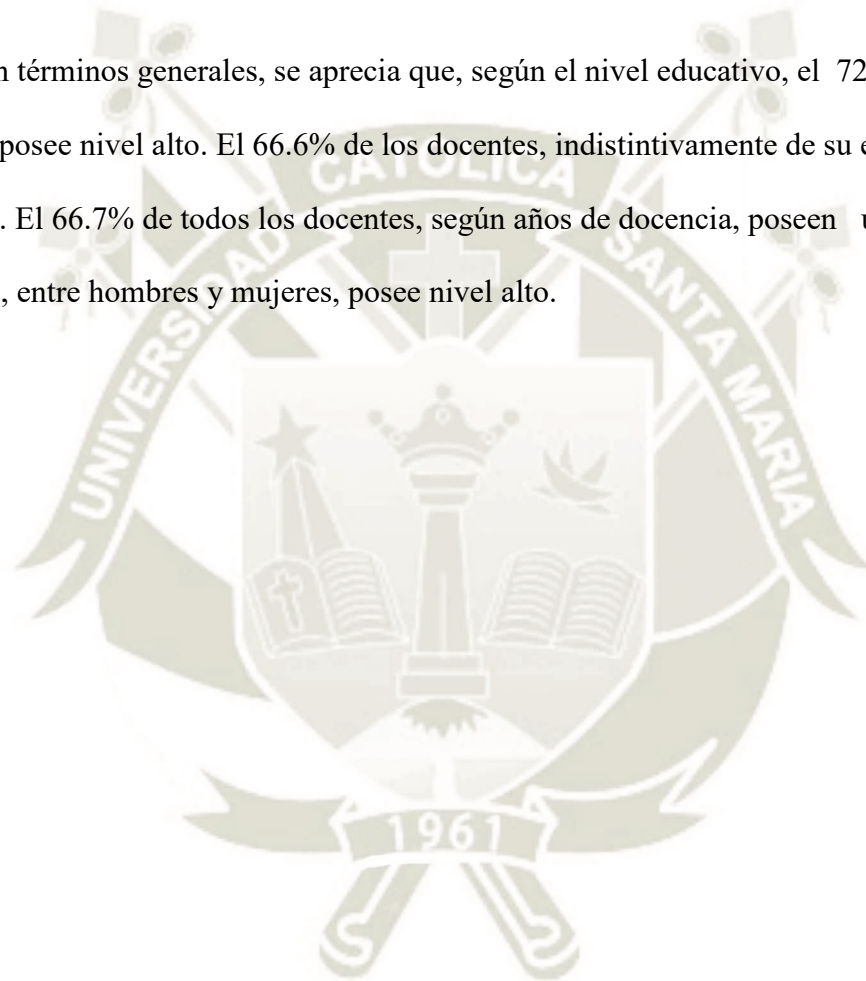 n términos generales, se aprecia que, según el nivel educativo, el 72
posee nivel alto. El 66.6% de los docentes, indistintivamente de su e
. El 66.7% de todos los docentes, según años de docencia, poseen u
, entre hombres y mujeres, posee nivel alto.
UNIVERSIDAD CATOLICA SANTA MARIA
1961